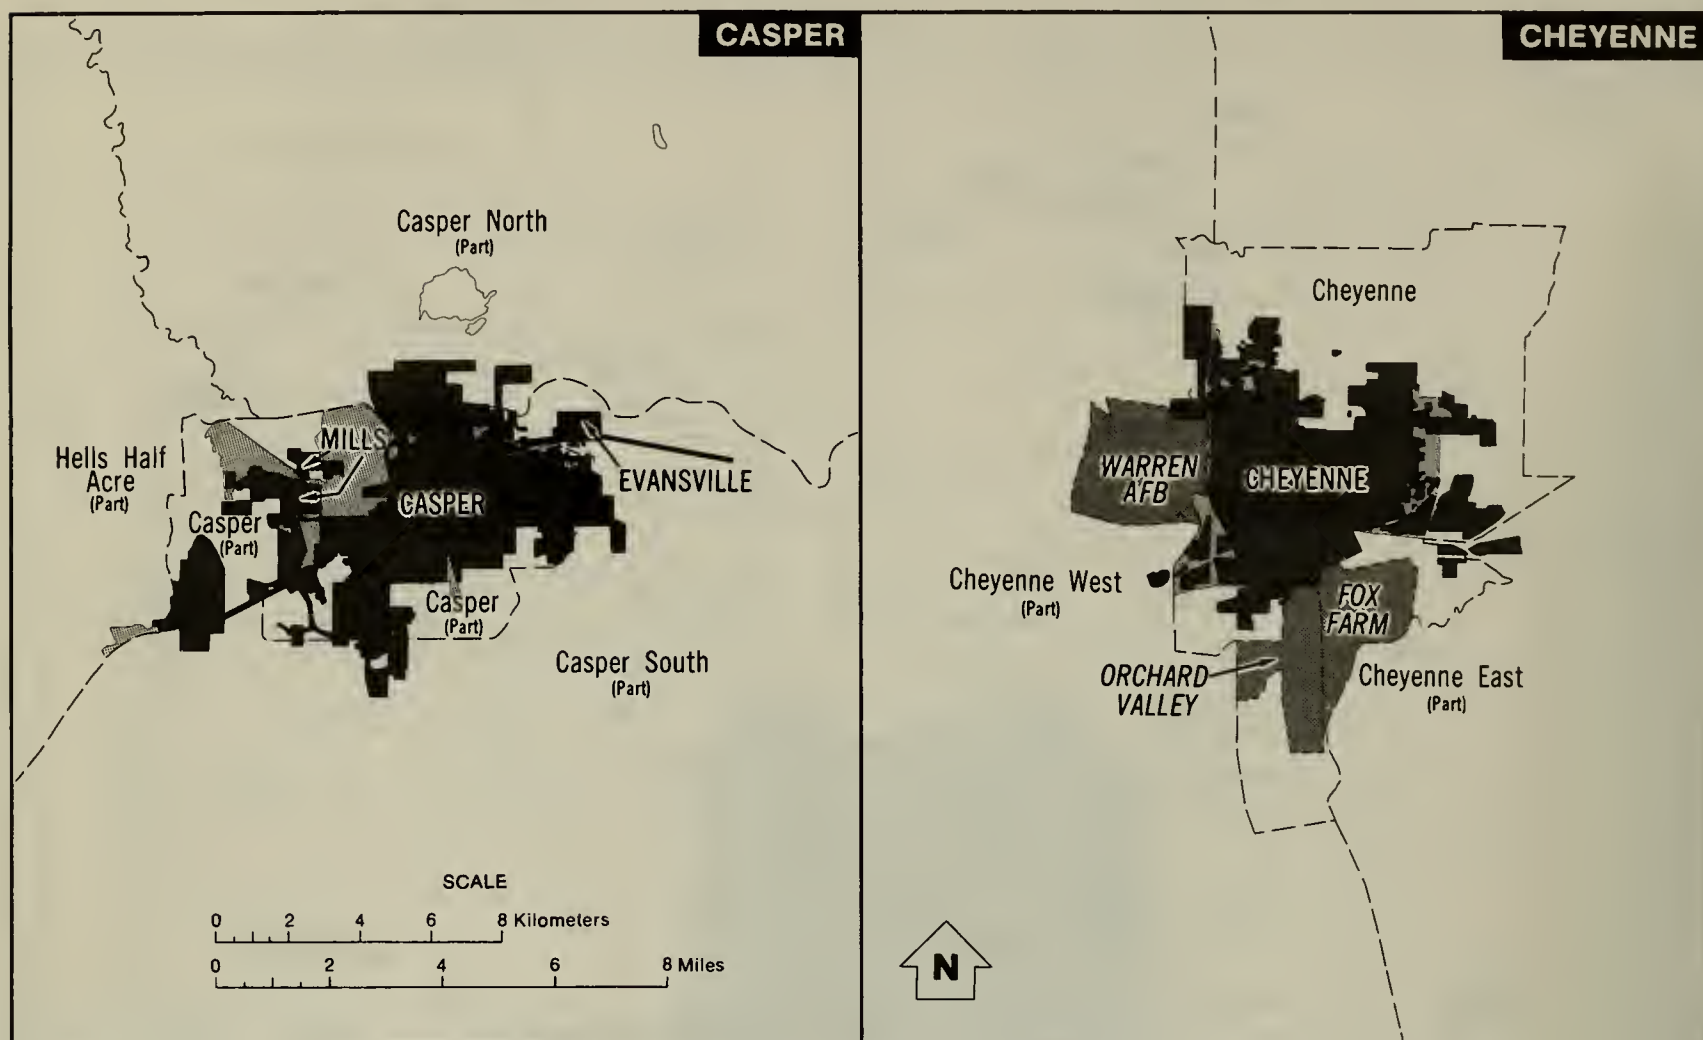 CASPER
Casper North
(Part)
MILLS
Hells Half
Acre
(Part)
CASPER
EVANSVILLE
Casper
(Part)
Casper
(Part)
Casper South
(Part)
SCALE
0 2 4 6 8 Kilometers
0 2 4 6 8 Miles
CHEYENNE
Cheyenne
WARREN
AFB
CHEYENNE
Cheyenne West
(Part)
FOX
FARM
ORCHARD
VALLEY
Cheyenne East
(Part)
N